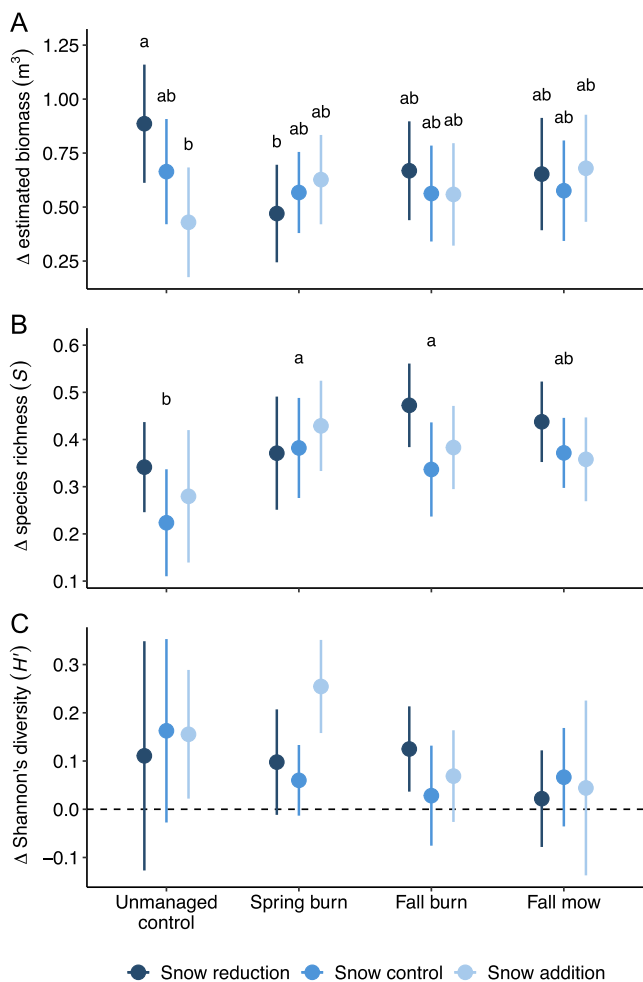 A
Δ estimated biomass (m³)
1.25
1.00
0.75
0.50
0.25
a
ab
b
b
ab
ab
ab
ab
ab
ab
ab
ab
B
Δ species richness (S)
0.6
0.5
0.4
0.3
0.2
0.1
b
a
a
ab
C
Δ Shannon's diversity (H')
0.3
0.2
0.1
0.0
−0.1
Unmanaged
control
Spring burn
Fall burn
Fall mow
Snow reduction
Snow control
Snow addition